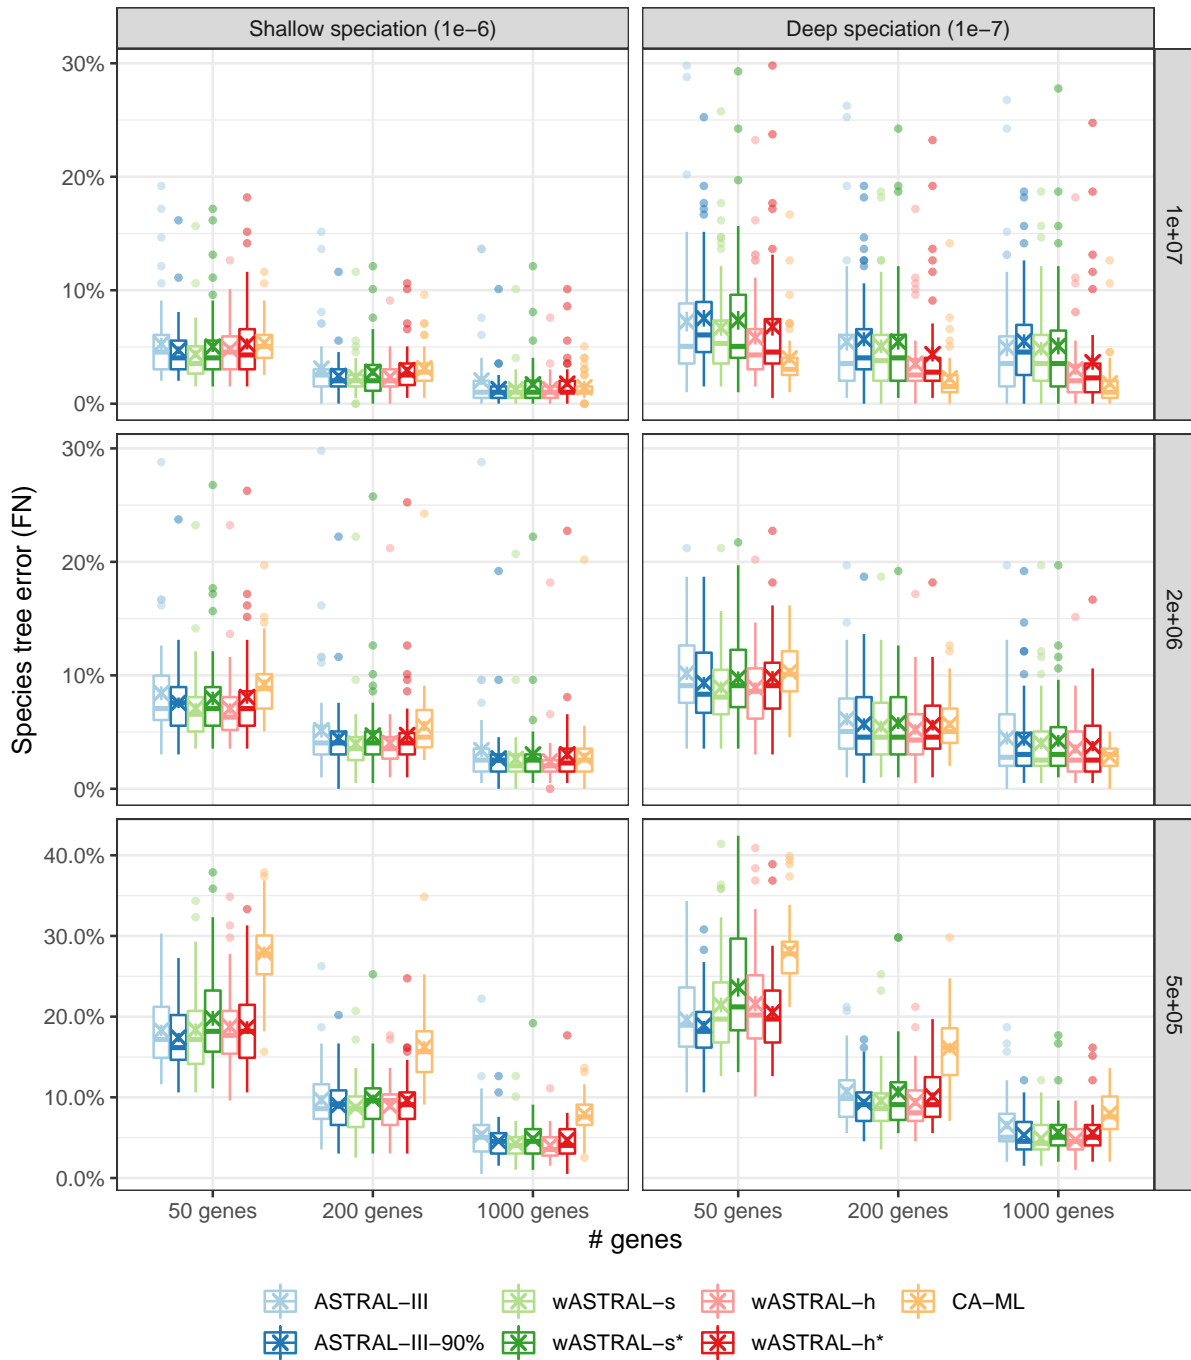 Shallow speciation (1e−6)
Deep speciation (1e−7)
30%
20%
10%
0%
1e+07
30%
20%
10%
0%
2e+06
40.0%
30.0%
20.0%
10.0%
0.0%
5e+05
Species tree error (FN)
50 genes
200 genes
1000 genes
50 genes
200 genes
1000 genes
# genes
ASTRAL−III
wASTRAL−s
wASTRAL−h
CA−ML
ASTRAL−III−90%
wASTRAL−s*
wASTRAL−h*